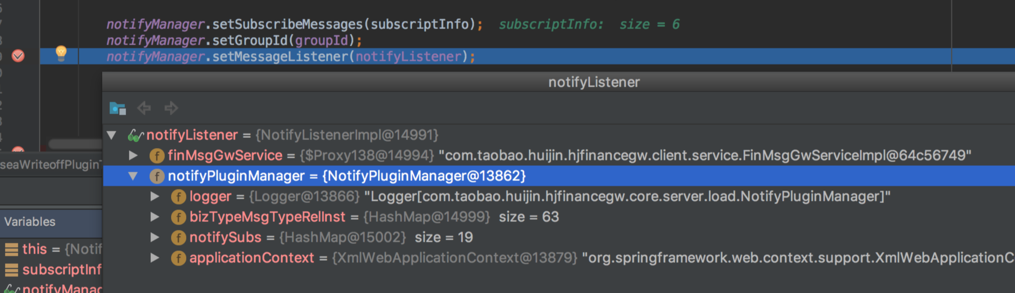 notifyManager.setSubscribeMessages(subscriptInfo);  subscriptInfo:  size = 6
notifyManager.setGroupId(groupId);
notifyManager.setMessageListener(notifyListener);
notifyListener
notifyListener = {NotifyListenerImpl@14991}
finMsgGwService = {$Proxy138@14994} "com.taobao.huijin.hjfinancegw.client.service.FinMsgGwServiceImpl@64c56749"
notifyPluginManager = {NotifyPluginManager@13862}
logger = {Logger@13866} "Logger[com.taobao.huijin.hjfinancegw.core.server.load.NotifyPluginManager]"
bizTypeMsgTypeRelInst = {HashMap@14999} size = 63
notifySubs = {HashMap@15002} size = 19
applicationContext = {XmlWebApplicationContext@13879} "org.springframework.web.context.support.XmlWebApplicationC
seaWriteoffPluginT
Variables
this = {Noti
subscriptInf
notifyManag